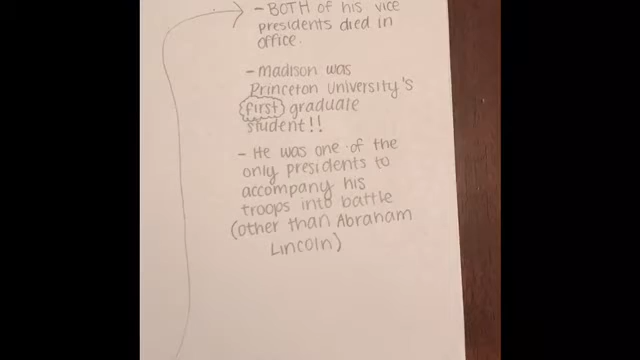 - BOTH of his vice
presidents died in
office.
- Madison was
Princeton University's
first graduate
student!!
- He was one of the
only presidents to
accompany his
troops into battle
(other than Abraham
Lincoln)